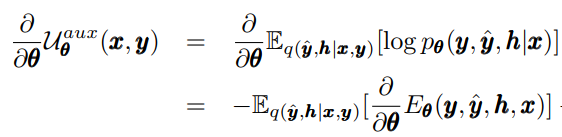 ∂/∂θ 𝒰_θ^{aux}(x, y) = ∂/∂θ 𝔼_{q(ŷ,h|x,y)}[log p_θ(y, ŷ, h|x)]
= −𝔼_{q(ŷ,h|x,y)}[∂/∂θ E_θ(y, ŷ, h, x)]